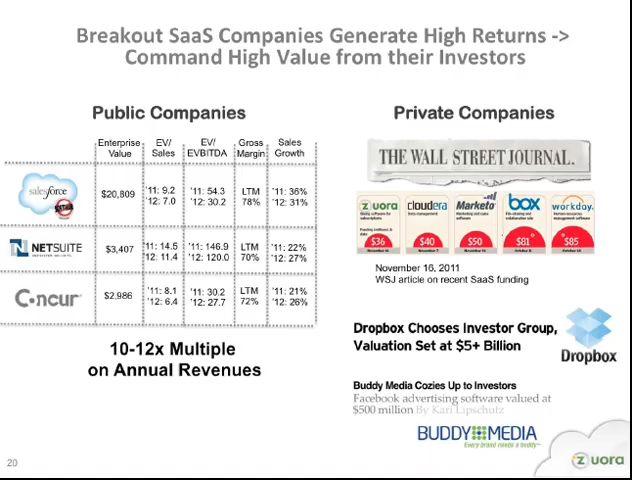 Breakout SaaS Companies Generate High Returns ->
Command High Value from their Investors
Public Companies
Enterprise Value EV/ Sales EV/ EVBITDA Gross Margin Sales Growth
salesforce $20,809 '11: 9.2 '12: 7.0 '11: 54.3 '12: 30.2 LTM 78% '11: 36% '12: 31%
NETSUITE $3,407 '11: 14.5 '12: 11.4 '11: 146.9 '12: 120.0 LTM 70% '11: 22% '12: 27%
C•ncur $2,986 '11: 8.1 '12: 6.4 '11: 30.2 '12: 27.7 LTM 72% '11: 21% '12: 26%
10-12x Multiple
on Annual Revenues
Private Companies
THE WALL STREET JOURNAL.
zuora cloudera Marketo box workday.
$36 $40 $50 $81 $85
November 16, 2011
WSJ article on recent SaaS funding
Dropbox Chooses Investor Group,
Valuation Set at $5+ Billion
Dropbox
Buddy Media Cozies Up to Investors
Facebook advertising software valued at
$500 million By Kari Lipschutz
BUDDY MEDIA
Every brand needs a buddy
20
zuora